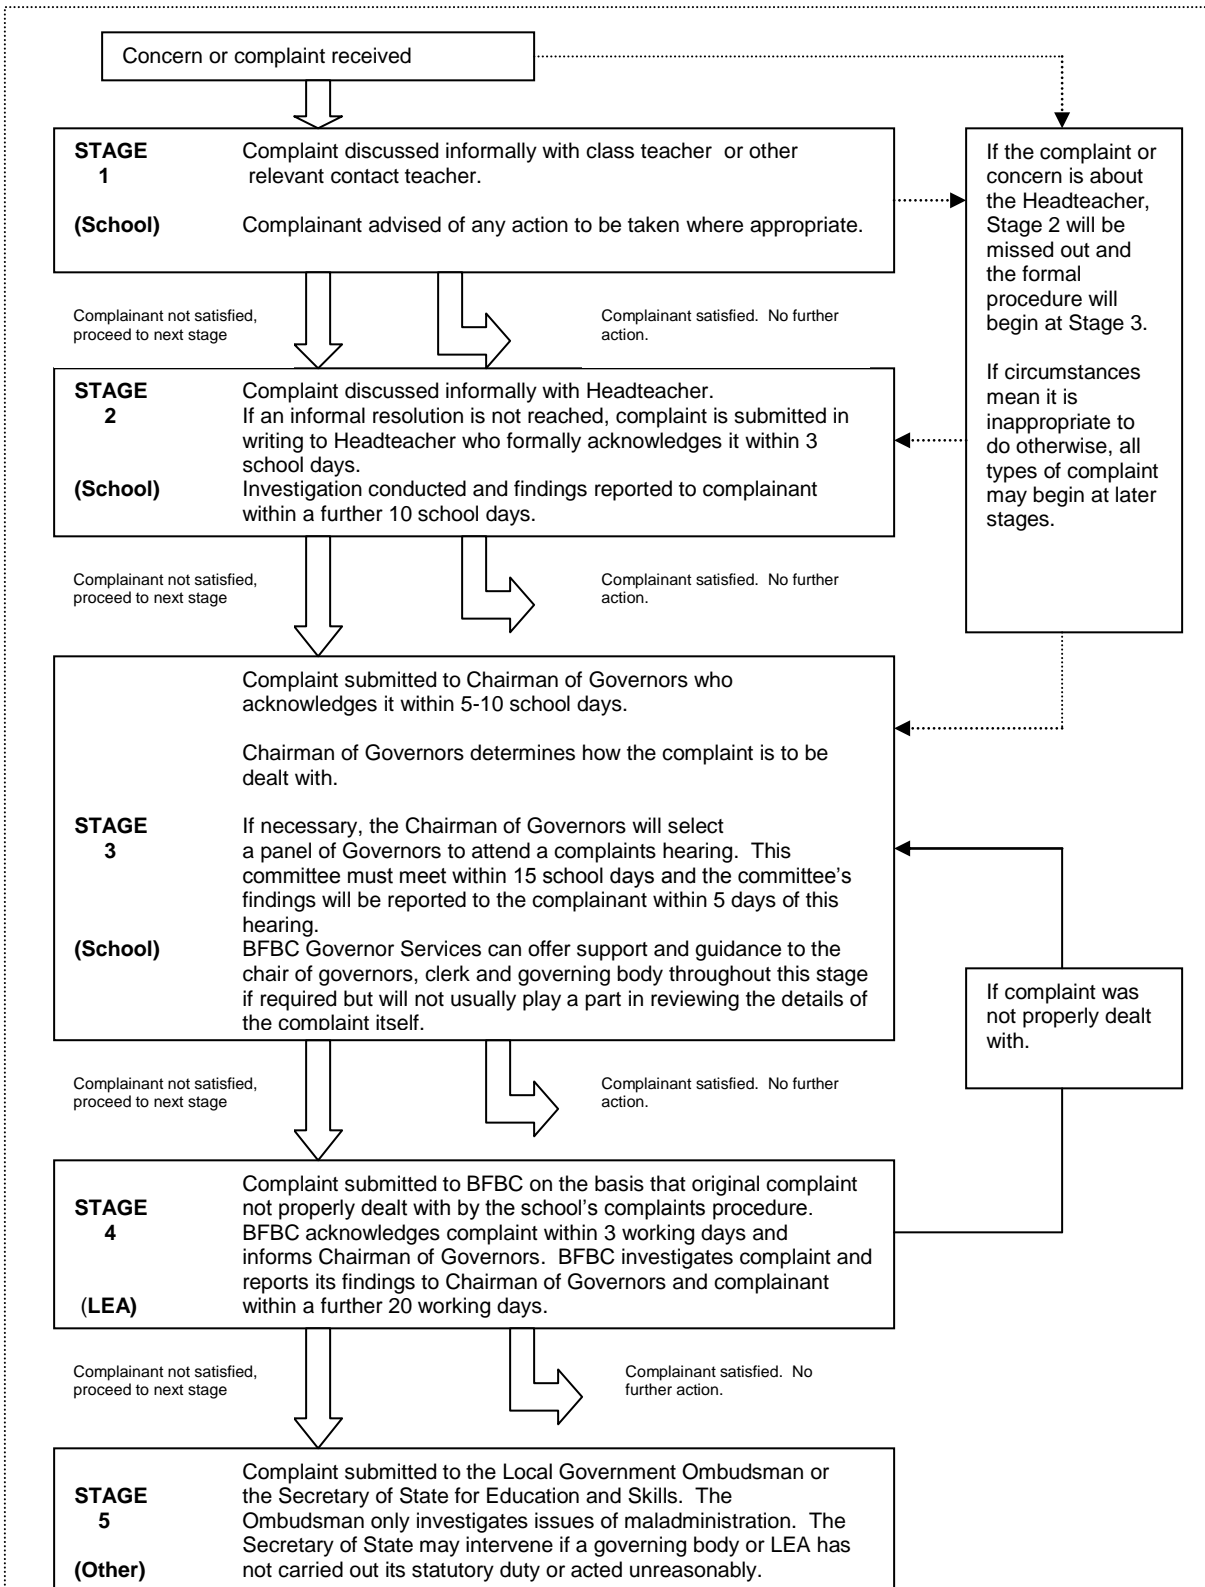 Concern or complaint received
STAGE
1
(School)
Complaint discussed informally with class teacher or other
relevant contact teacher.
Complainant advised of any action to be taken where appropriate.
If the complaint or
concern is about
the Headteacher,
Stage 2 will be
missed out and
the formal
procedure will
begin at Stage 3.
If circumstances
mean it is
inappropriate to
do otherwise, all
types of complaint
may begin at later
stages.
Complainant not satisfied,
proceed to next stage
Complainant satisfied. No further
action.
STAGE
2
(School)
Complaint discussed informally with Headteacher.
If an informal resolution is not reached, complaint is submitted in
writing to Headteacher who formally acknowledges it within 3
school days.
Investigation conducted and findings reported to complainant
within a further 10 school days.
Complainant not satisfied,
proceed to next stage
Complainant satisfied. No further
action.
STAGE
3
(School)
Complaint submitted to Chairman of Governors who
acknowledges it within 5-10 school days.
Chairman of Governors determines how the complaint is to be
dealt with.
If necessary, the Chairman of Governors will select
a panel of Governors to attend a complaints hearing. This
committee must meet within 15 school days and the committee's
findings will be reported to the complainant within 5 days of this
hearing.
BFBC Governor Services can offer support and guidance to the
chair of governors, clerk and governing body throughout this stage
if required but will not usually play a part in reviewing the details of
the complaint itself.
If complaint was
not properly dealt
with.
Complainant not satisfied,
proceed to next stage
Complainant satisfied. No further
action.
STAGE
4
(LEA)
Complaint submitted to BFBC on the basis that original complaint
not properly dealt with by the school's complaints procedure.
BFBC acknowledges complaint within 3 working days and
informs Chairman of Governors. BFBC investigates complaint and
reports its findings to Chairman of Governors and complainant
within a further 20 working days.
Complainant not satisfied,
proceed to next stage
Complainant satisfied. No
further action.
STAGE
5
(Other)
Complaint submitted to the Local Government Ombudsman or
the Secretary of State for Education and Skills. The
Ombudsman only investigates issues of maladministration. The
Secretary of State may intervene if a governing body or LEA has
not carried out its statutory duty or acted unreasonably.